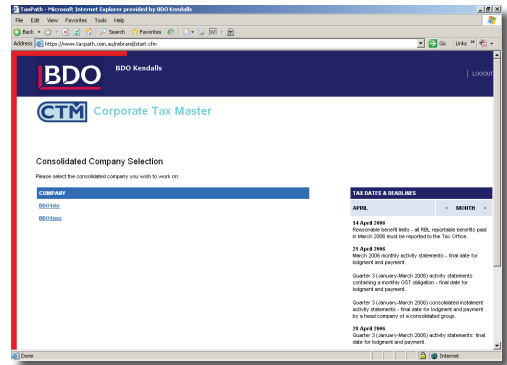 TaxPath - Microsoft Internet Explorer provided by BDO Kendalls
File Edit View Favorites Tools Help
Back Search Favorites
Address https://www.taxpath.com.au/rebrand/start.cfm Go Links
BDO BDO Kendalls
| LOGOUT
CTM Corporate Tax Master
Consolidated Company Selection
Please select the consolidated company you wish to work on:
COMPANY
TAX DATES & DEADLINES
APRIL MONTH
14 April 2006
Reasonable benefit limits - all RBL reportable benefits paid
in March 2006 must be reported to the Tax Office.
21 April 2006
March 2006 monthly activity statements - final date for
lodgment and payment.
Quarter 3 (January-March 2006) activity statements
containing a monthly GST obligation - final date for
lodgment and payment.
Quarter 3 (January-March 2006) consolidated instalment
activity statements - final date for lodgment and payment
by a head company of a consolidated group.
28 April 2006
Quarter 3 (January-March 2006) activity statements: final
date for lodgment and payment.
Done Internet